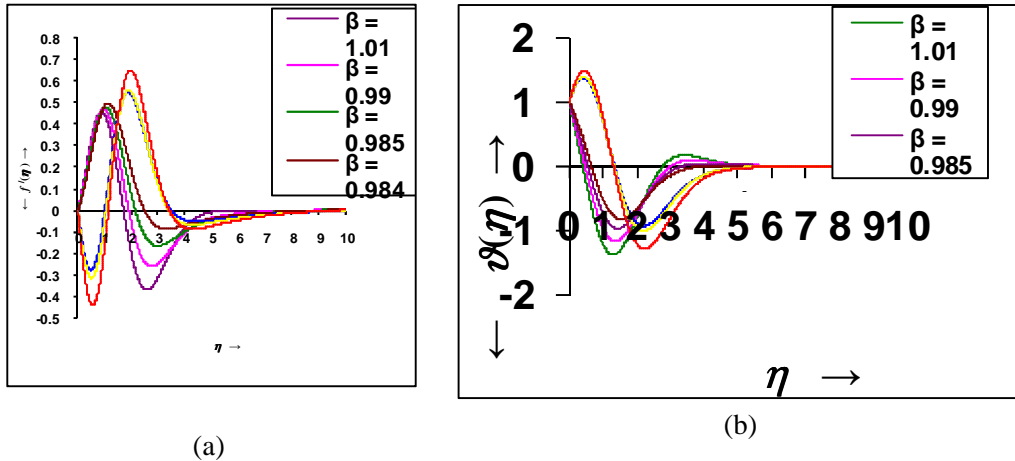 β =
1.01
β =
0.99
β =
0.985
β =
0.984
0.8
0.7
0.6
0.5
0.4
0.3
0.2
0.1
0
-0.1
-0.2
-0.3
-0.4
-0.5
← f '(η) →
0 1 2 3 4 5 6 7 8 9 10
η →
(a)
β =
1.01
β =
0.99
β =
0.985
2
1
0
-1
-2
← ϑ(η) →
0 1 2 3 4 5 6 7 8 9 10
η →
(b)